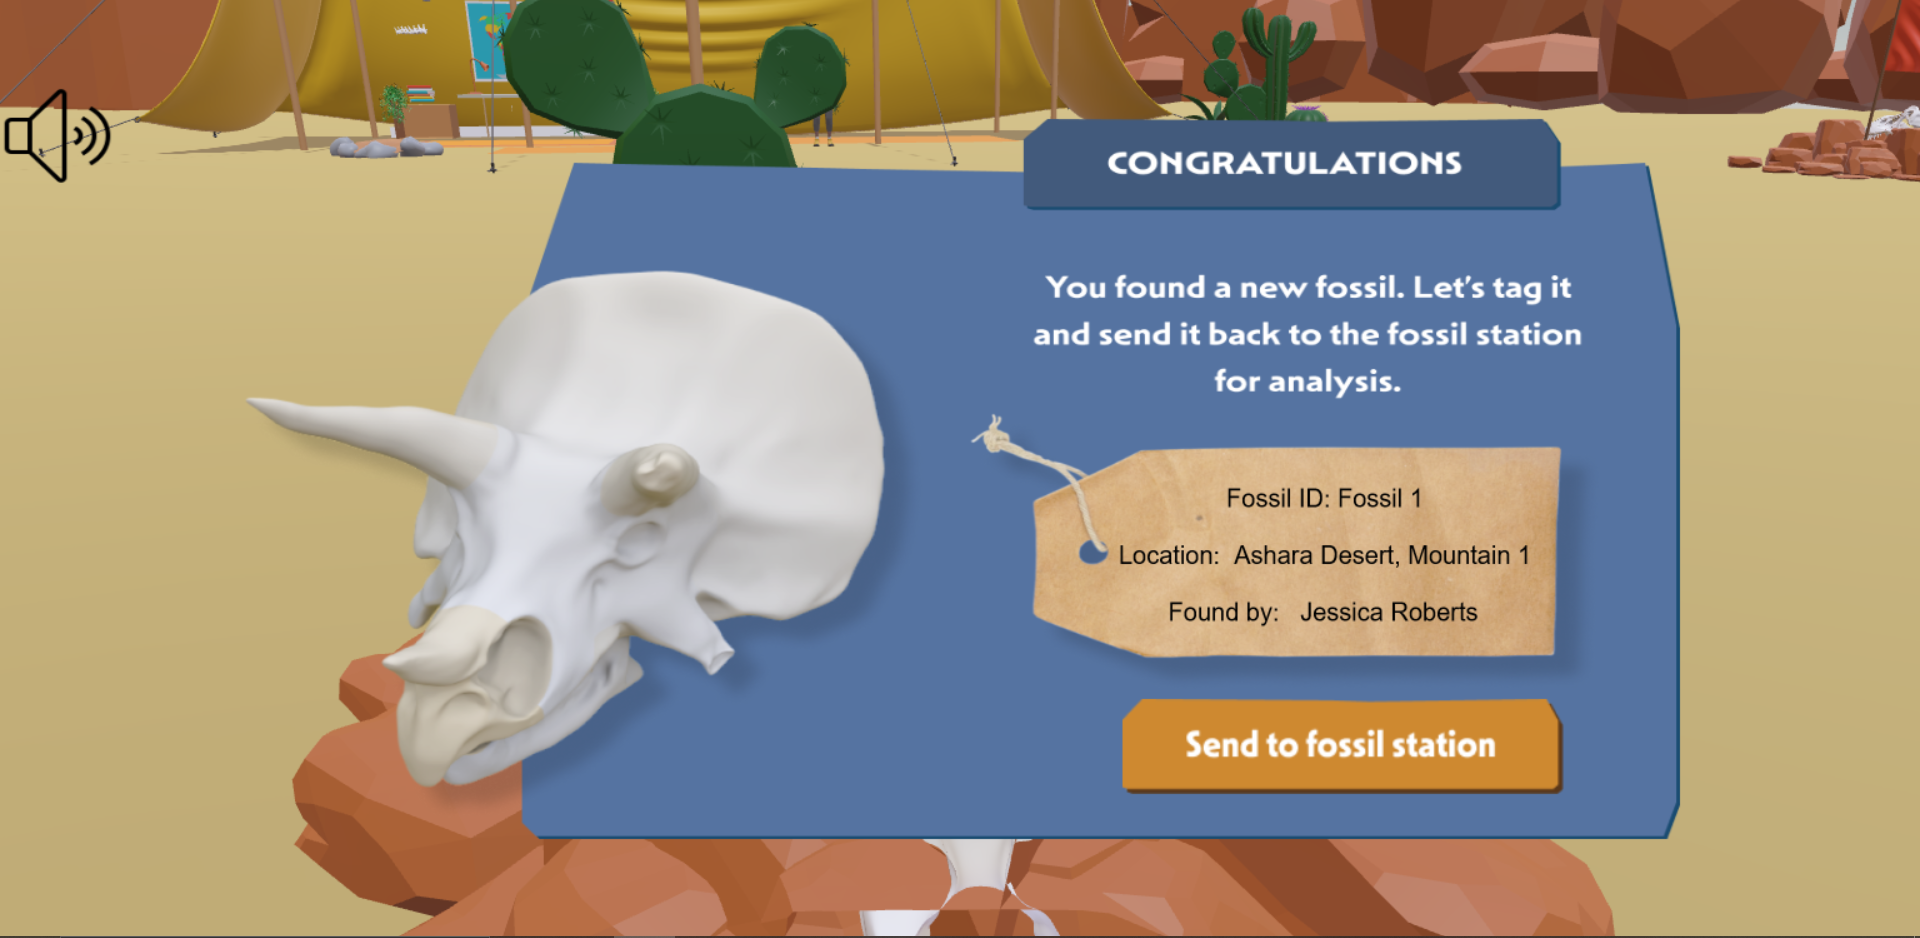 CONGRATULATIONS
You found a new fossil. Let's tag it
and send it back to the fossil station
for analysis.
Fossil ID: Fossil 1
Location: Ashara Desert, Mountain 1
Found by: Jessica Roberts
Send to fossil station